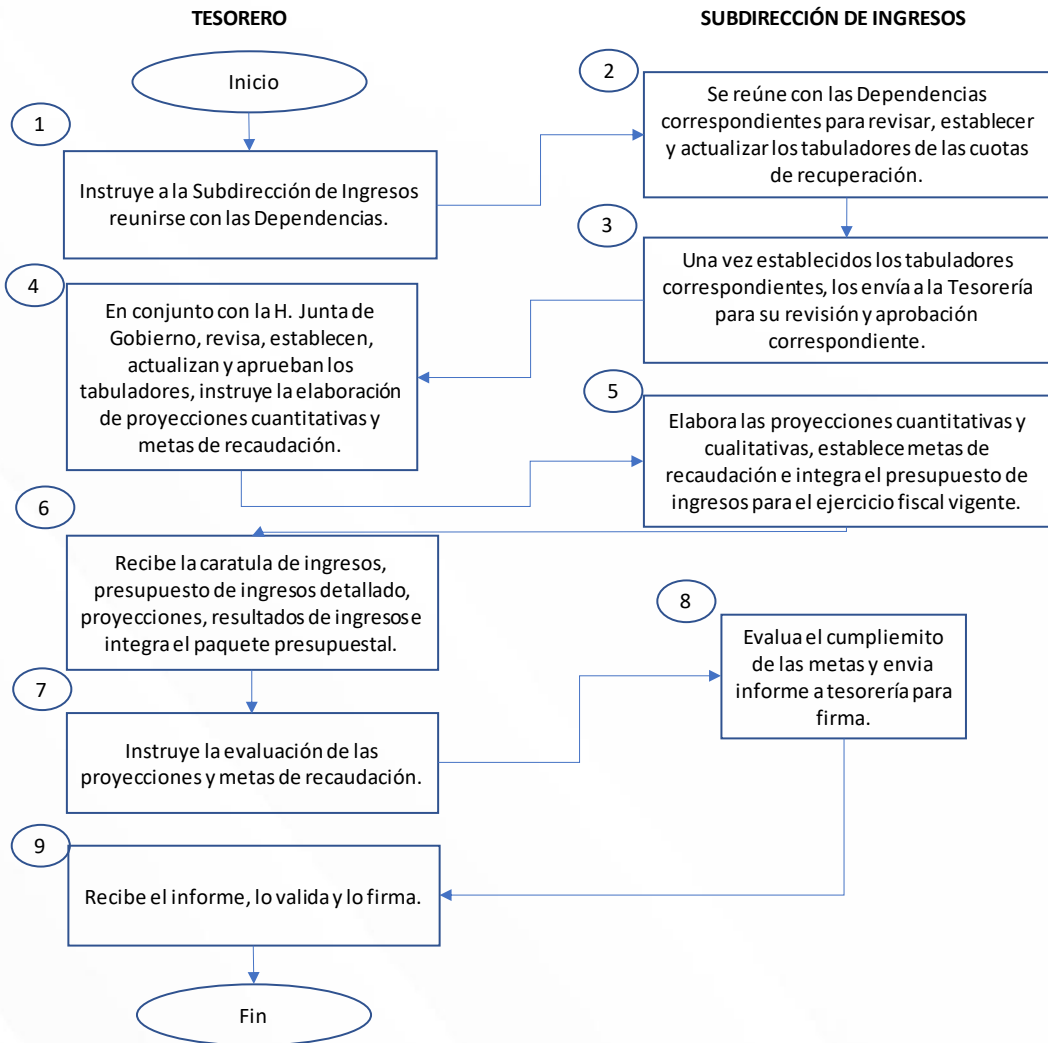 TESORERO
SUBDIRECCIÓN DE INGRESOS
Inicio
1
Instruye a la Subdirección de Ingresos
reunirse con las Dependencias.
2
Se reúne con las Dependencias
correspondientes para revisar, establecer
y actualizar los tabuladores de las cuotas
de recuperación.
3
Una vez establecidos los tabuladores
correspondientes, los envía a la Tesorería
para su revisión y aprobación
correspondiente.
4
En conjunto con la H. Junta de
Gobierno, revisa, establecen,
actualizan y aprueban los
tabuladores, instruye la elaboración
de proyecciones cuantitativas y
metas de recaudación.
5
Elabora las proyecciones cuantitativas y
cualitativas, establece metas de
recaudación e integra el presupuesto de
ingresos para el ejercicio fiscal vigente.
6
Recibe la caratula de ingresos,
presupuesto de ingresos detallado,
proyecciones, resultados de ingresos e
integra el paquete presupuestal.
7
Instruye la evaluación de las
proyecciones y metas de recaudación.
8
Evalua el cumpliemito
de las metas y envia
informe a tesorería para
firma.
9
Recibe el informe, lo valida y lo firma.
Fin